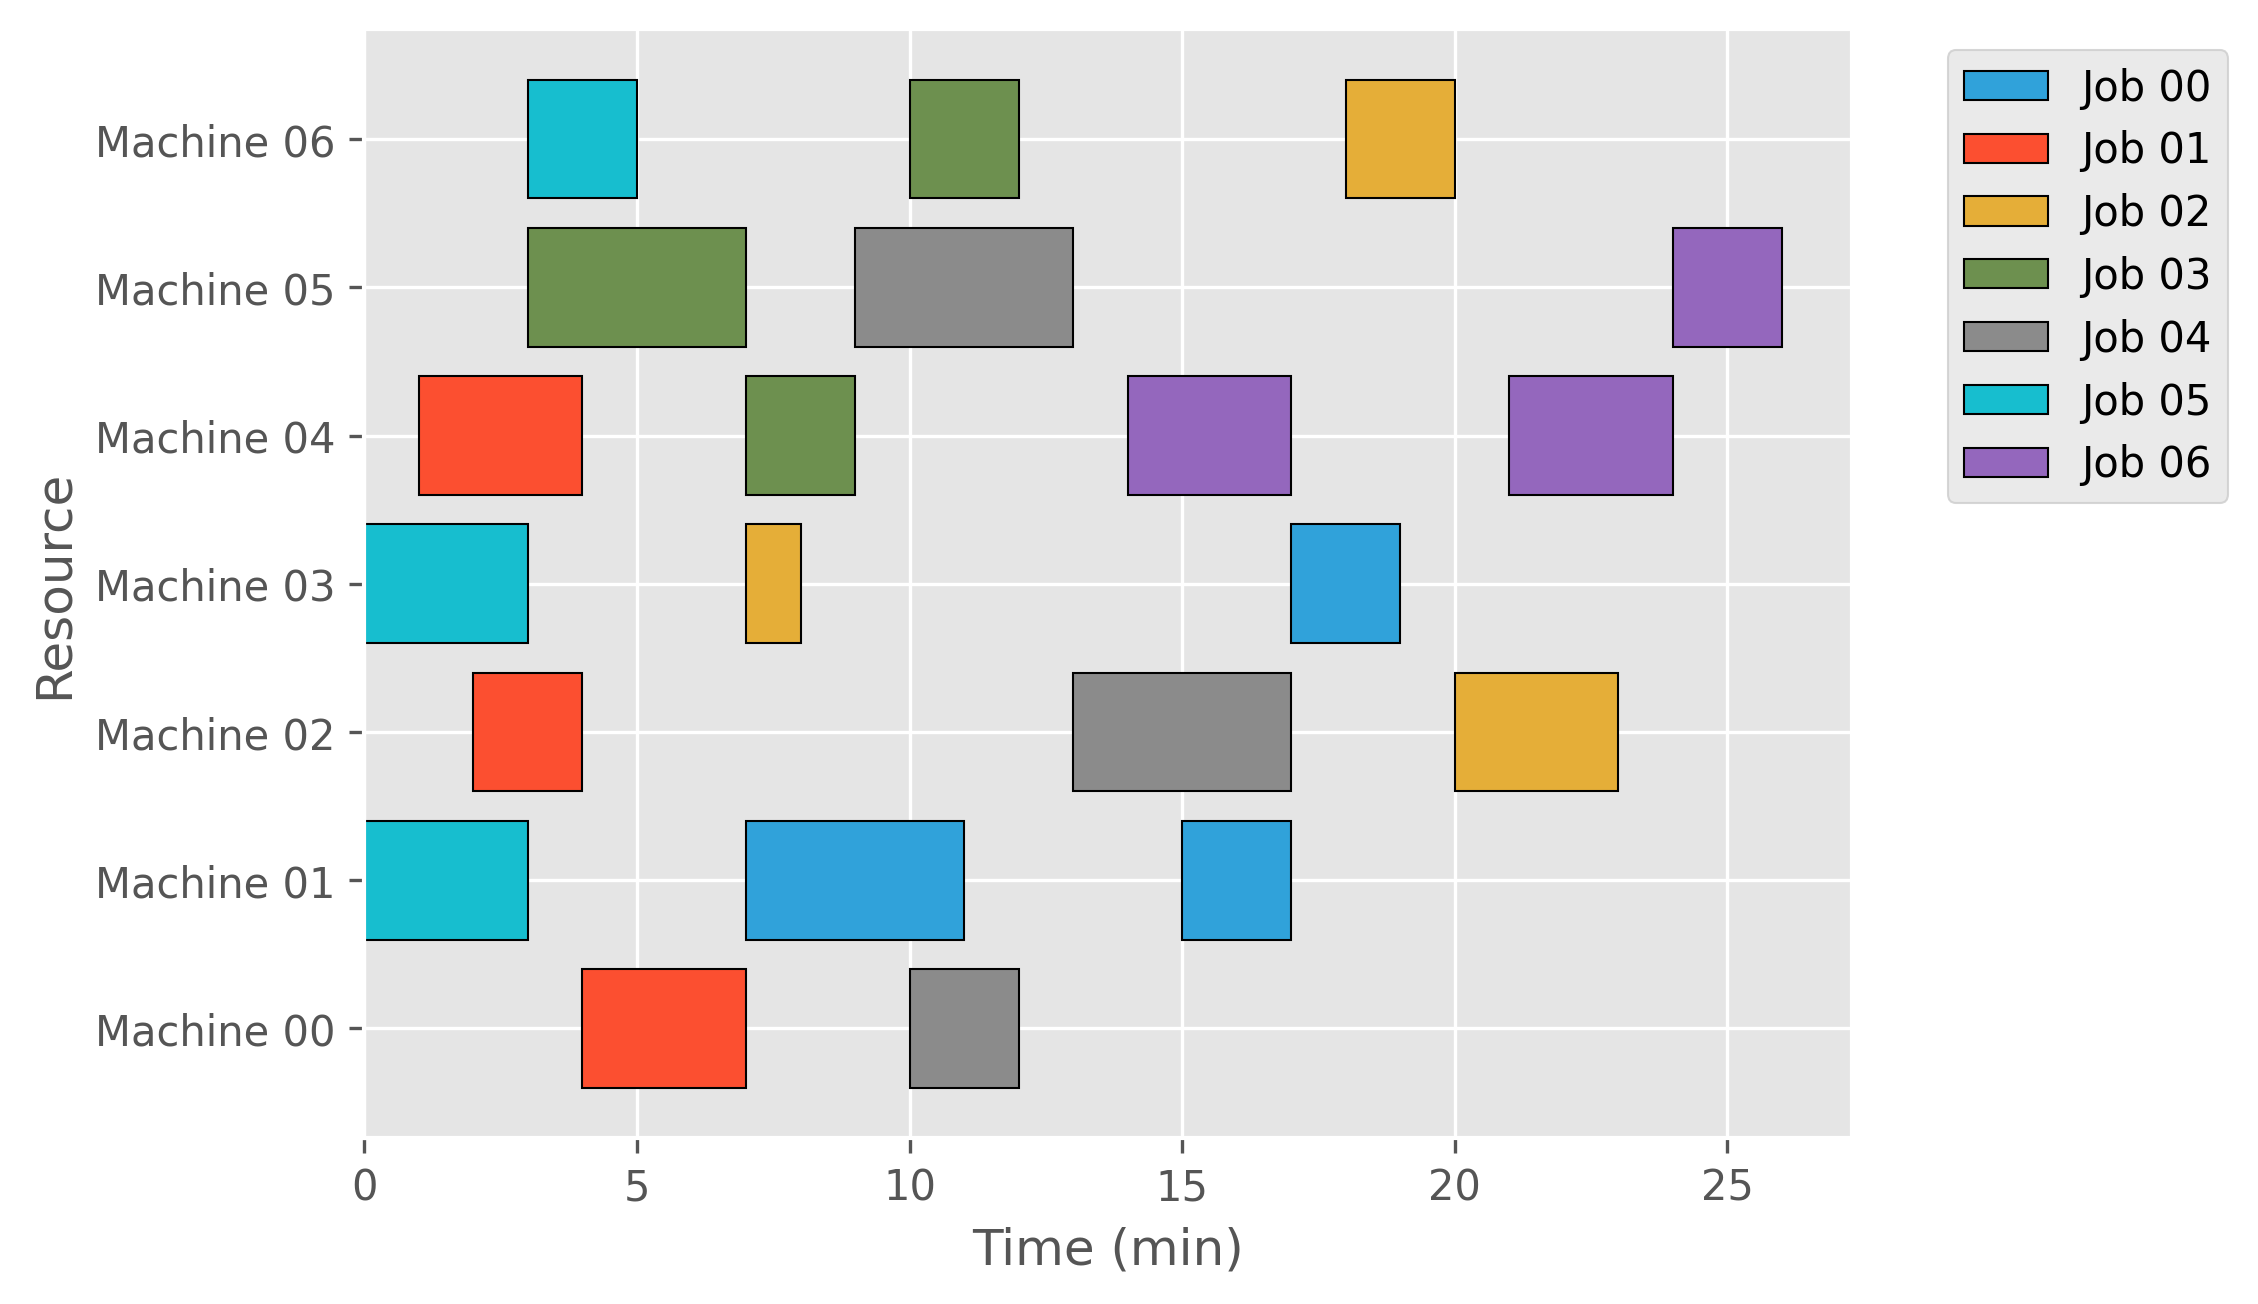 Machine 06
Machine 05
Machine 04
Machine 03
Machine 02
Machine 01
Machine 00
Resource
0 5 10 15 20 25
Time (min)
Job 00
Job 01
Job 02
Job 03
Job 04
Job 05
Job 06